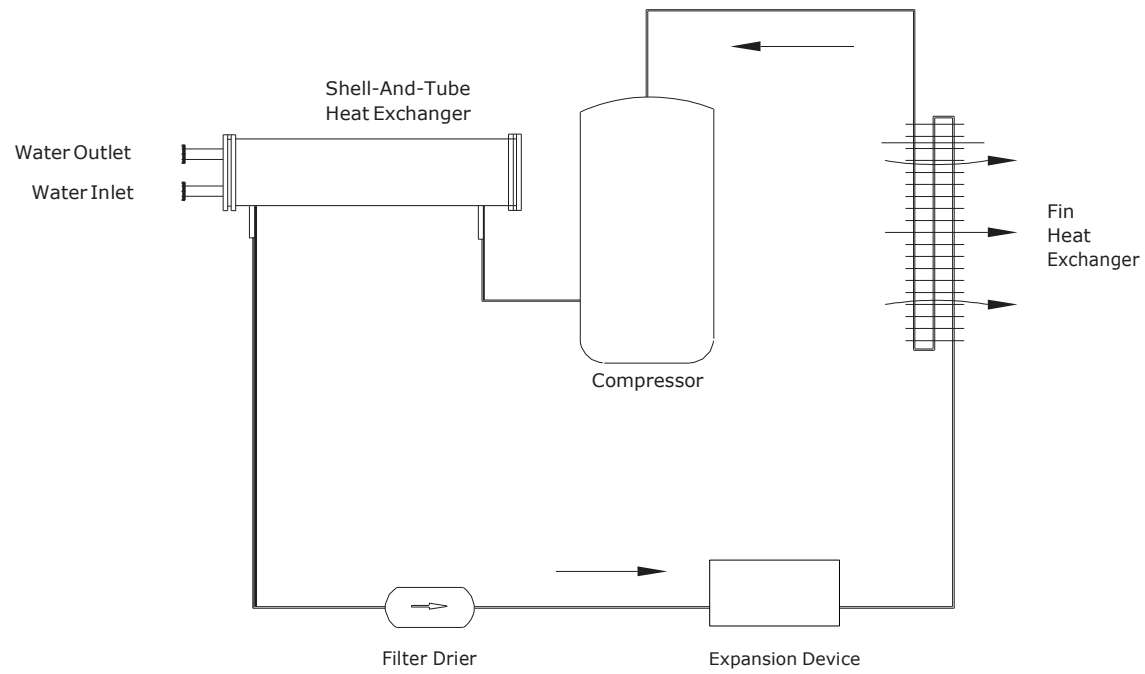 Shell-And-Tube
Heat Exchanger
Water Outlet
Water Inlet
Fin
Heat
Exchanger
Compressor
Filter Drier
Expansion Device